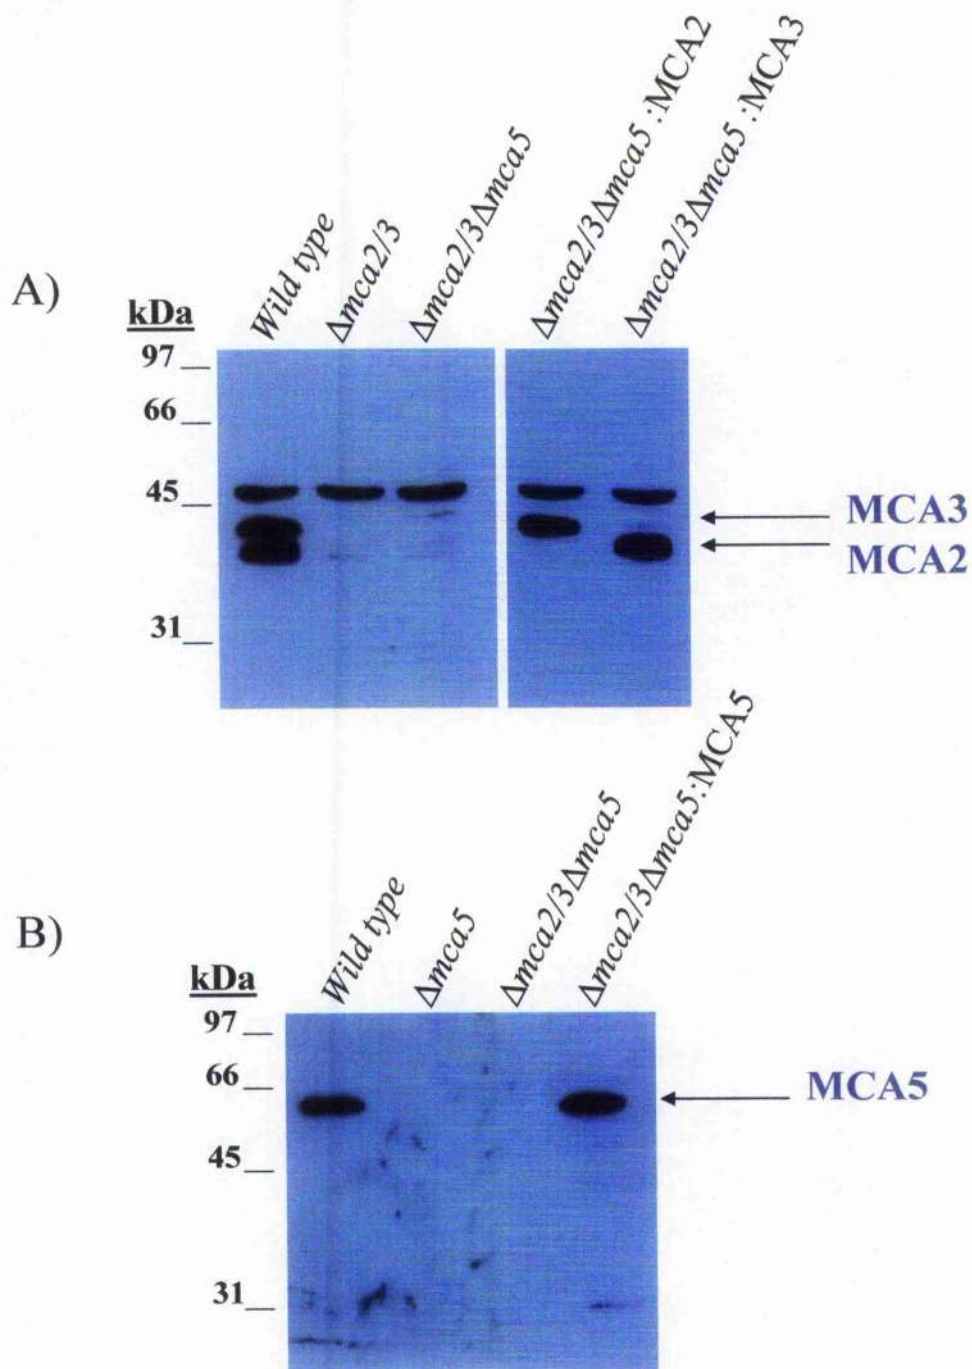 A)
kDa
97
66
45
31
Wild type
Δmca2/3
Δmca2/3Δmca5
Δmca2/3Δmca5 :MCA2
Δmca2/3Δmca5 :MCA3
MCA3
MCA2
B)
kDa
97
66
45
31
Wild type
Δmca5
Δmca2/3Δmca5
Δmca2/3Δmca5:MCA5
MCA5